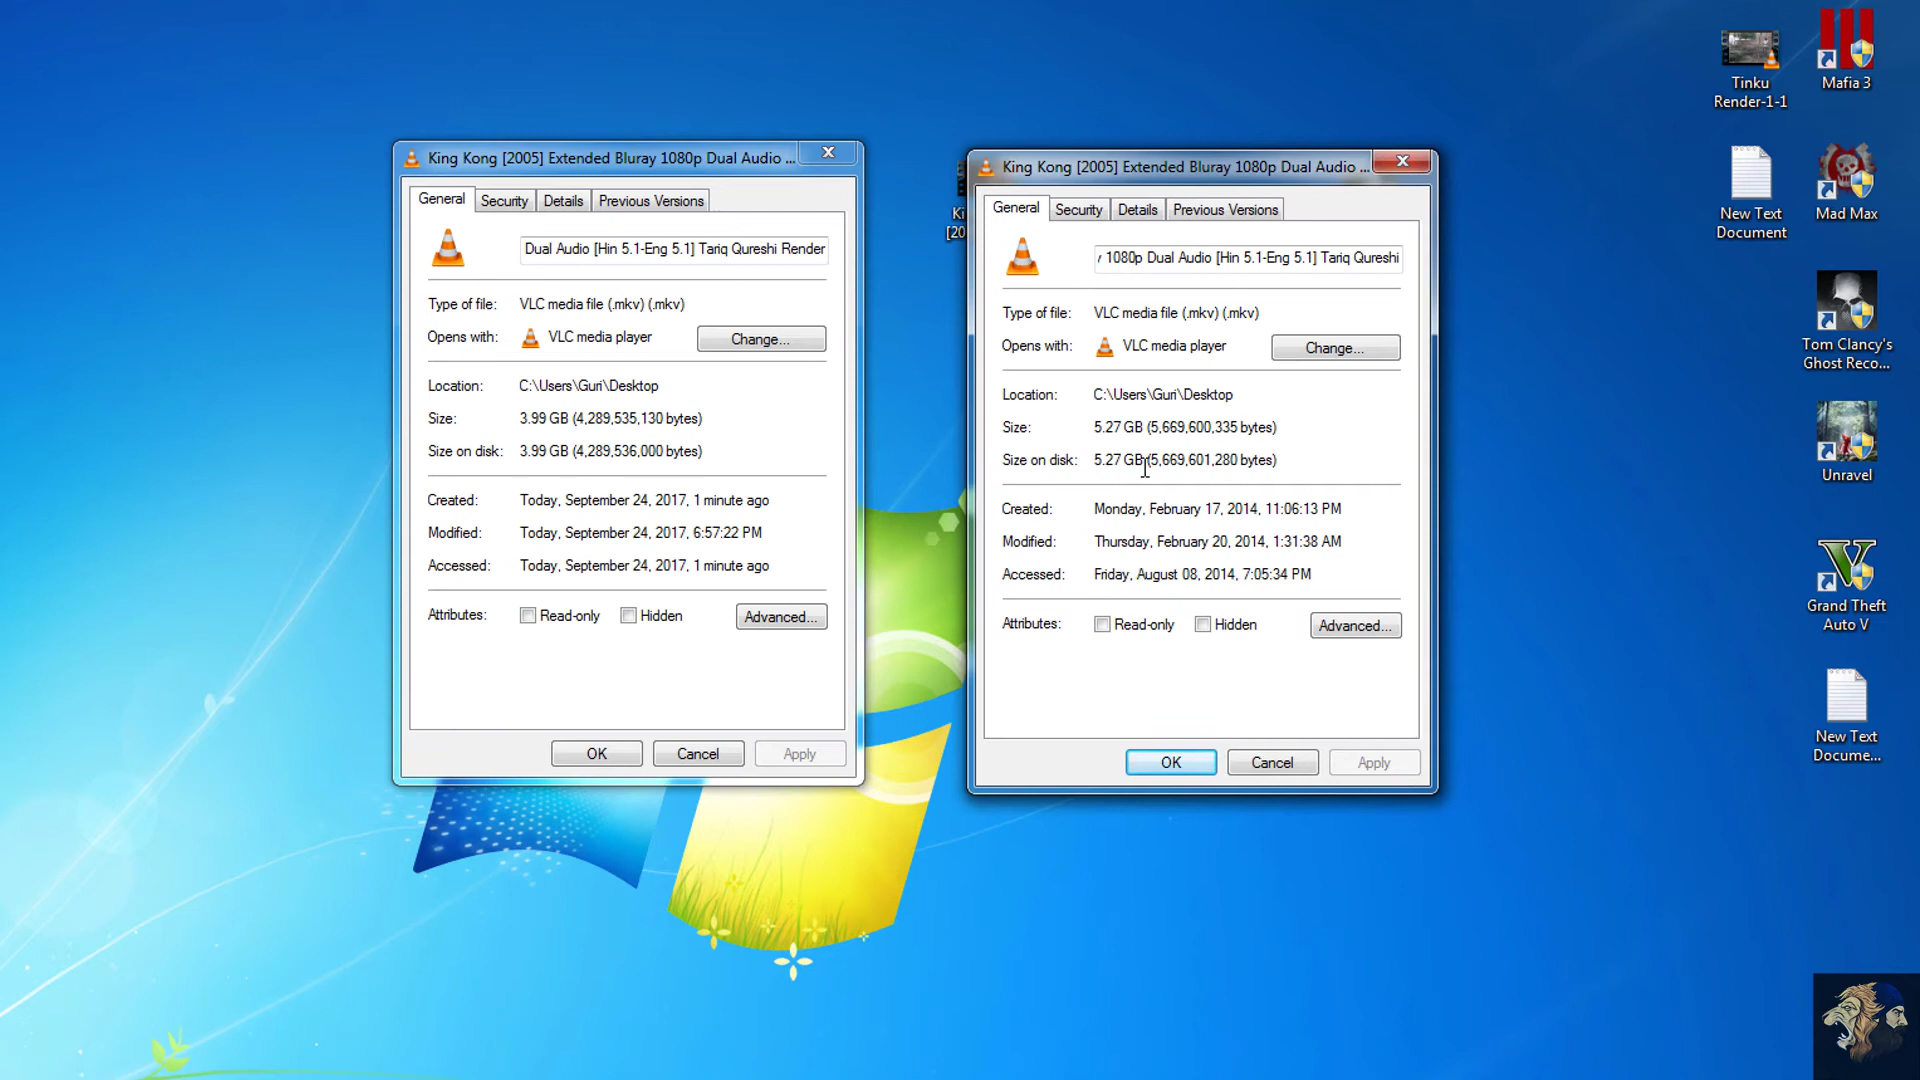 King Kong [2005] Extended Bluray 1080p Dual Audio ...
General Security Details Previous Versions
Dual Audio [Hin 5.1-Eng 5.1] Tariq Qureshi Render
Type of file: VLC media file (.mkv) (.mkv)
Opens with: VLC media player Change...
Location: C:\Users\Guri\Desktop
Size: 3.99 GB (4,289,535,130 bytes)
Size on disk: 3.99 GB (4,289,536,000 bytes)
Created: Today, September 24, 2017, 1 minute ago
Modified: Today, September 24, 2017, 6:57:22 PM
Accessed: Today, September 24, 2017, 1 minute ago
Attributes: Read-only Hidden Advanced...
OK Cancel Apply
Ki
[20
King Kong [2005] Extended Bluray 1080p Dual Audio ...
General Security Details Previous Versions
1080p Dual Audio [Hin 5.1-Eng 5.1] Tariq Qureshi
Type of file: VLC media file (.mkv) (.mkv)
Opens with: VLC media player Change...
Location: C:\Users\Guri\Desktop
Size: 5.27 GB (5,669,600,335 bytes)
Size on disk: 5.27 GB (5,669,601,280 bytes)
Created: Monday, February 17, 2014, 11:06:13 PM
Modified: Thursday, February 20, 2014, 1:31:38 AM
Accessed: Friday, August 08, 2014, 7:05:34 PM
Attributes: Read-only Hidden Advanced...
OK Cancel Apply
Tinku
Render-1-1
Mafia 3
New Text
Document
Mad Max
Tom Clancy's
Ghost Reco...
Unravel
Grand Theft
Auto V
New Text
Docume...